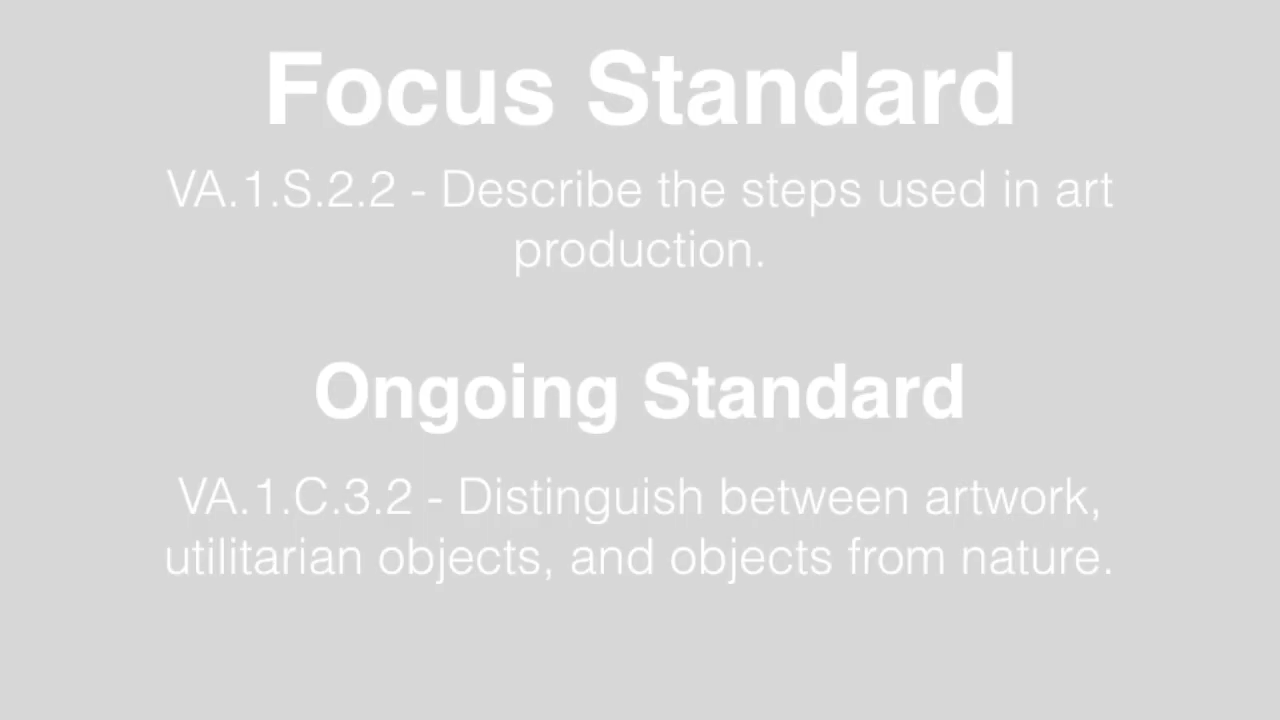 Focus Standard
VA.1.S.2.2 - Describe the steps used in art
production.
Ongoing Standard
VA.1.C.3.2 - Distinguish between artwork,
utilitarian objects, and objects from nature.